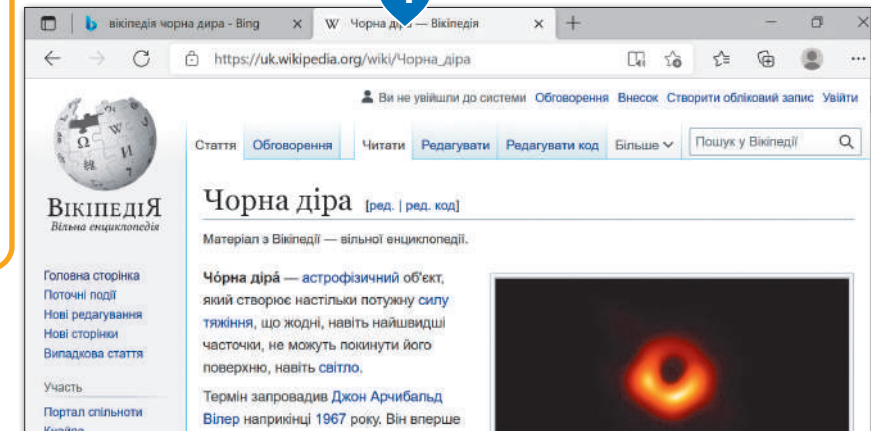 вікіпедія чорна дира - Bing
W Чорна діра — Вікіпедія
https://uk.wikipedia.org/wiki/Чорна_діра
Ви не увійшли до системи Обговорення Внесок Створити обліковий запис Увійти
Стаття Обговорення Читати Редагувати Редагувати код Більше Пошук у Вікіпедії
ВікіпедіЯ
Вільна енциклопедія
Чорна діра [ред. | ред. код]
Матеріал з Вікіпедії — вільної енциклопедії.
Головна сторінка
Поточні події
Нові редагування
Нові сторінки
Випадкова стаття
Участь
Портал спільноти
Чо́рна діра́ — астрофізичний об'єкт,
який створює настільки потужну силу
тяжіння, що жодні, навіть найшвидші
часточки, не можуть покинути його
поверхню, навіть світло.
Термін запровадив Джон Арчибальд
Вілер наприкінці 1967 року. Він вперше